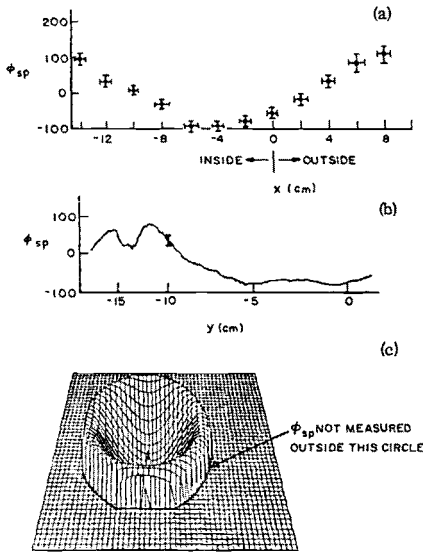 (a)
200
100
ϕsp
0
-100
-12 -8 -4 0 4 8
INSIDE OUTSIDE
x (cm)
(b)
100
ϕsp
0
-100
-15 -10 -5 0
y (cm)
(c)
ϕsp NOT MEASURED
OUTSIDE THIS CIRCLE